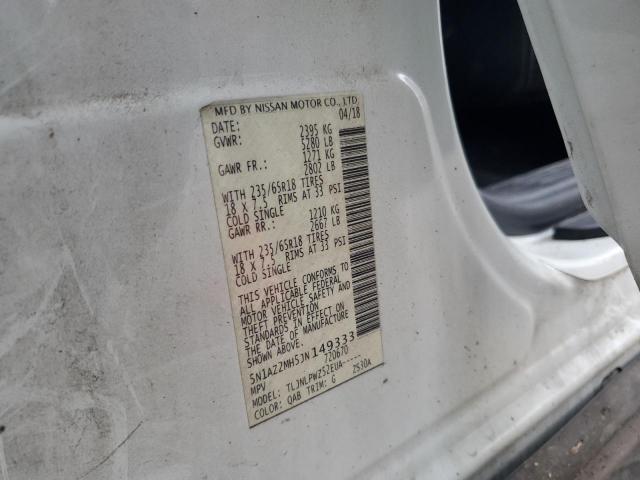 MFD BY NISSAN MOTOR CO., LTD
DATE: 04/18
GVWR: 2395 KG
5280 LB
GAWR FR.: 1271 KG
2802 LB
WITH 235/65R18 TIRES
18 X 7.5 RIMS AT 33 PSI
COLD SINGLE
GAWR RR.: 1210 KG
2667 LB
WITH 235/65R18 TIRES
18 X 7.5 RIMS AT 33 PSI
COLD SINGLE
THIS VEHICLE CONFORMS TO
ALL APPLICABLE FEDERAL
MOTOR VEHICLE SAFETY AND
THEFT PREVENTION
STANDARDS IN EFFECT ON
THE DATE OF MANUFACTURE
SHOWN ABOVE.
5N1AZ2MH5JN149333
MPV 720670
MODEL: TLJNLPWZ52EUA-----
COLOR: QAB TRIM: G Z530A